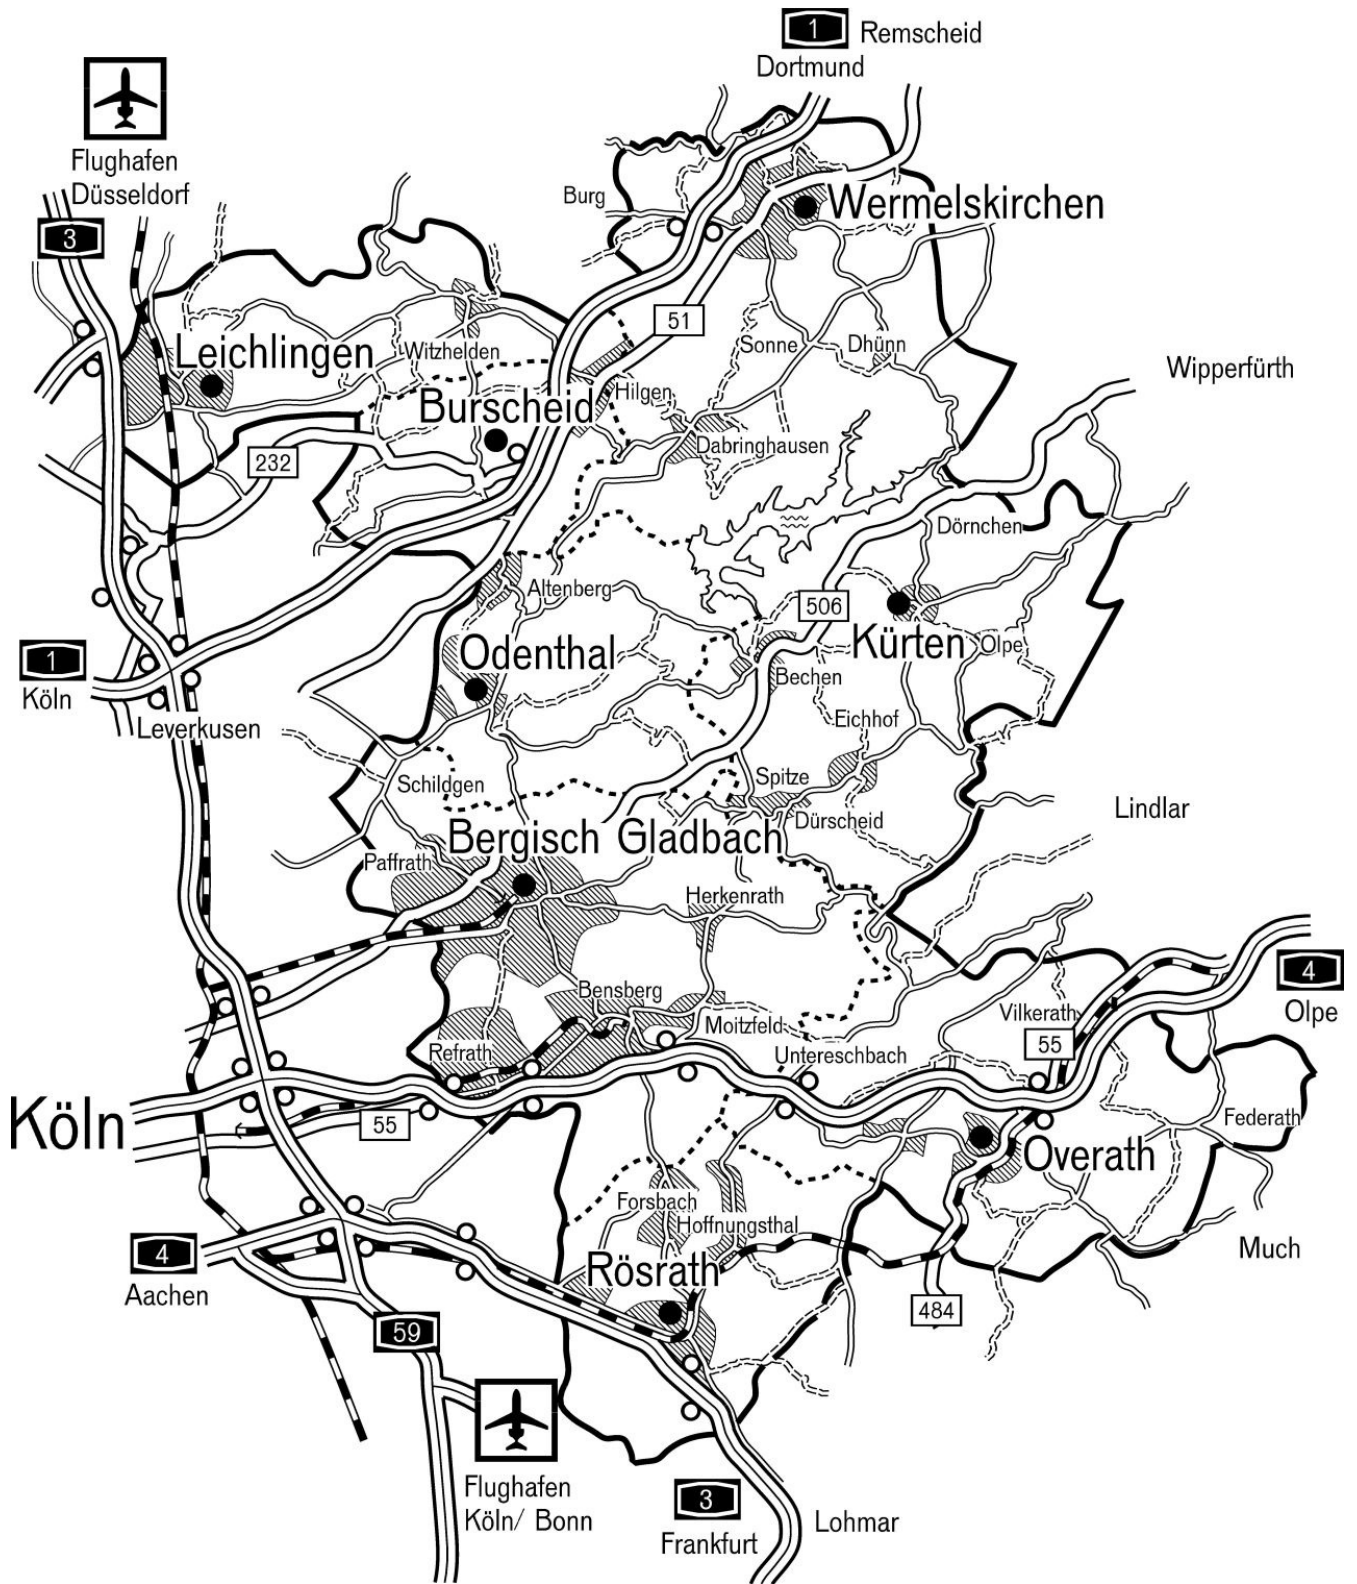 1
Remscheid
Dortmund
Flughafen
Düsseldorf
3
Burg
Wermelskirchen
51
Leichlingen
Witzhelden
Sonne
Dhünn
Wipperfürth
Hilgen
Burscheid
Dabringhausen
232
Dörnchen
Altenberg
506
Kürten
Olpe
1
Köln
Odenthal
Bechen
Leverkusen
Eichhof
Schildgen
Spitze
Lindlar
Dürscheid
Bergisch Gladbach
Paffrath
Herkenrath
4
Olpe
Bensberg
Moitzfeld
Vilkerath
55
Refrath
Untereschbach
Köln
55
Federath
Overath
Forsbach
Hoffnungsthal
Much
4
Aachen
Rösrath
484
59
Flughafen
Köln/ Bonn
3
Frankfurt
Lohmar